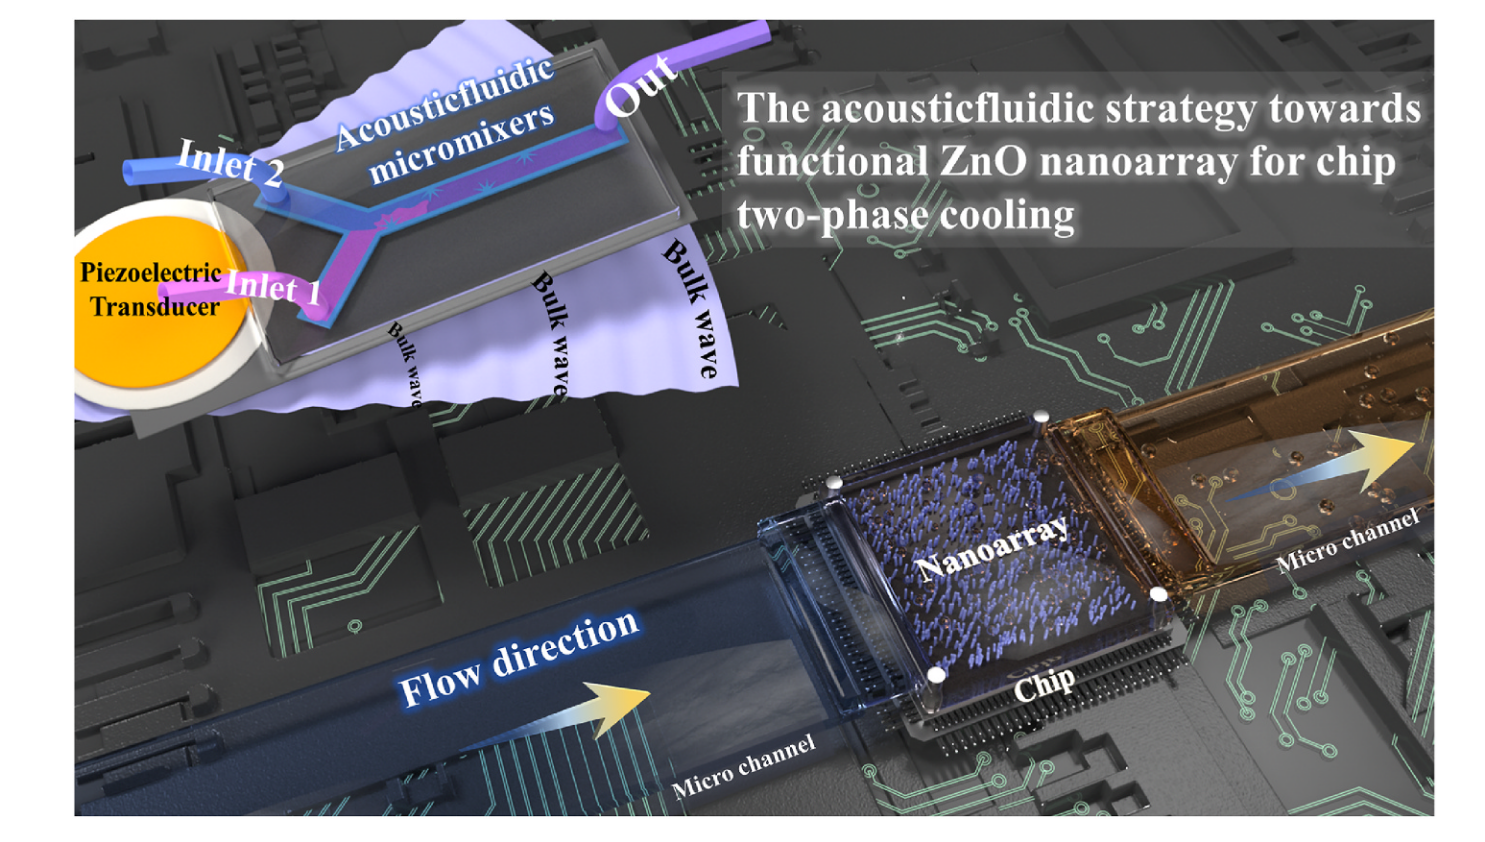 The acousticfluidic strategy towards
functional ZnO nanoarray for chip
two-phase cooling
Acousticfluidic
micromixers
Out
Inlet 2
Piezoelectric
Transducer
Inlet 1
Bulk wave
Bulk wave
Bulk wave
Nanoarray
Micro channel
Flow direction
Chip
Micro channel